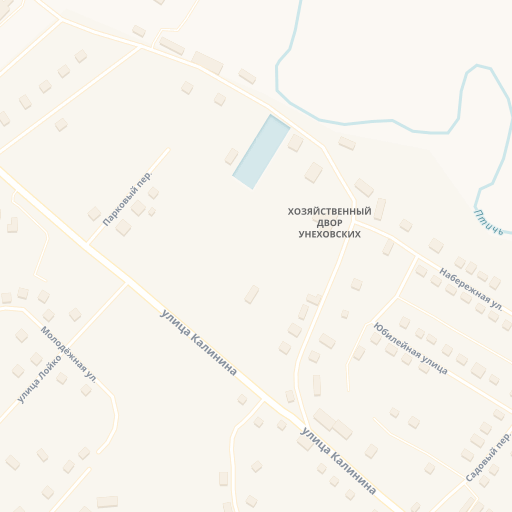 Парковый пер.
ХОЗЯЙСТВЕННЫЙ
ДВОР
УНЕХОВСКИХ
Птичь
Набережная ул.
улица Калинина
Юбилейная улица
Молодёжная ул.
улица Лойко
улица Калинина
Садовый пер.